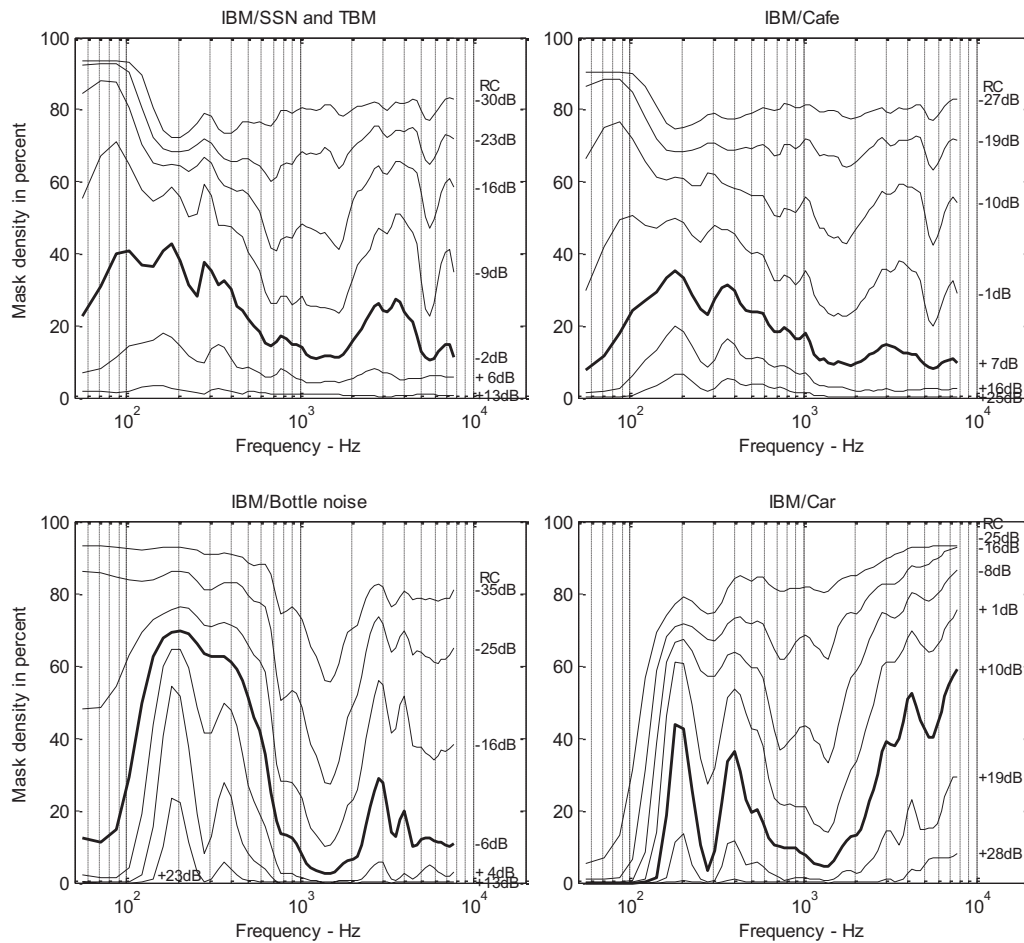 IBM/SSN and TBM
100
80
60
40
20
0
Mask density in percent
RC
-30dB
-23dB
-16dB
-9dB
-2dB
+ 6dB
+13dB
10^2
10^3
10^4
Frequency - Hz
IBM/Cafe
100
80
60
40
20
0
RC
-27dB
-19dB
-10dB
-1dB
+ 7dB
+16dB
+25dB
10^2
10^3
10^4
Frequency - Hz
IBM/Bottle noise
100
80
60
40
20
0
Mask density in percent
RC
-35dB
-25dB
-16dB
-6dB
+ 4dB
+13dB
+23dB
10^2
10^3
10^4
Frequency - Hz
IBM/Car
100
80
60
40
20
0
RC
-25dB
-16dB
-8dB
+ 1dB
+10dB
+19dB
+28dB
10^2
10^3
10^4
Frequency - Hz